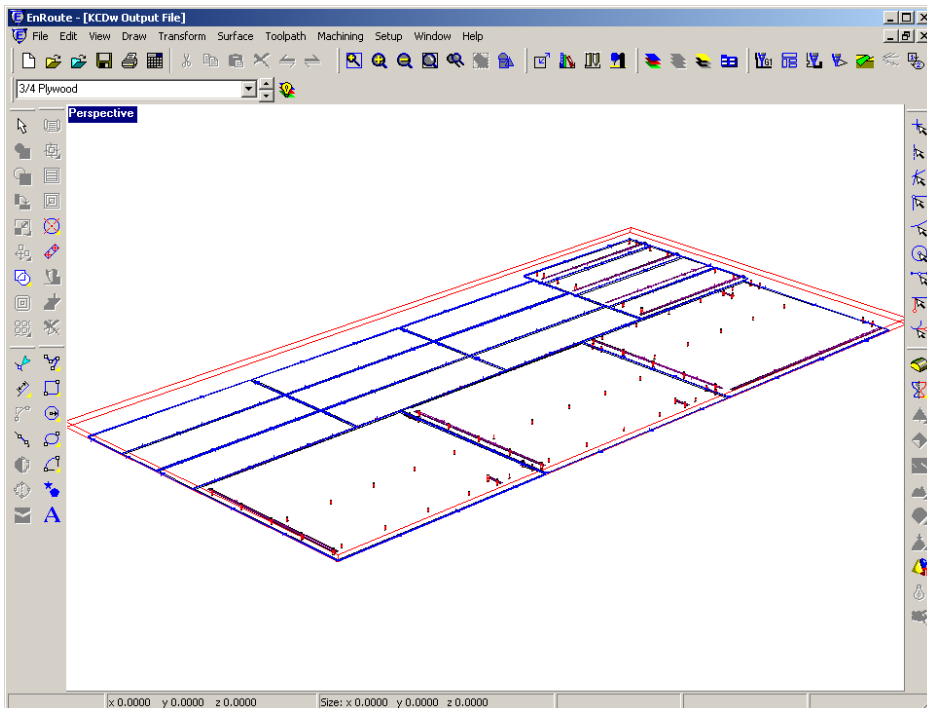 EnRoute - [KCDw Output File]
File Edit View Draw Transform Surface Toolpath Machining Setup Window Help
3/4 Plywood
Perspective
A
x 0.0000 y 0.0000 z 0.0000 Size: x 0.0000 y 0.0000 z 0.0000